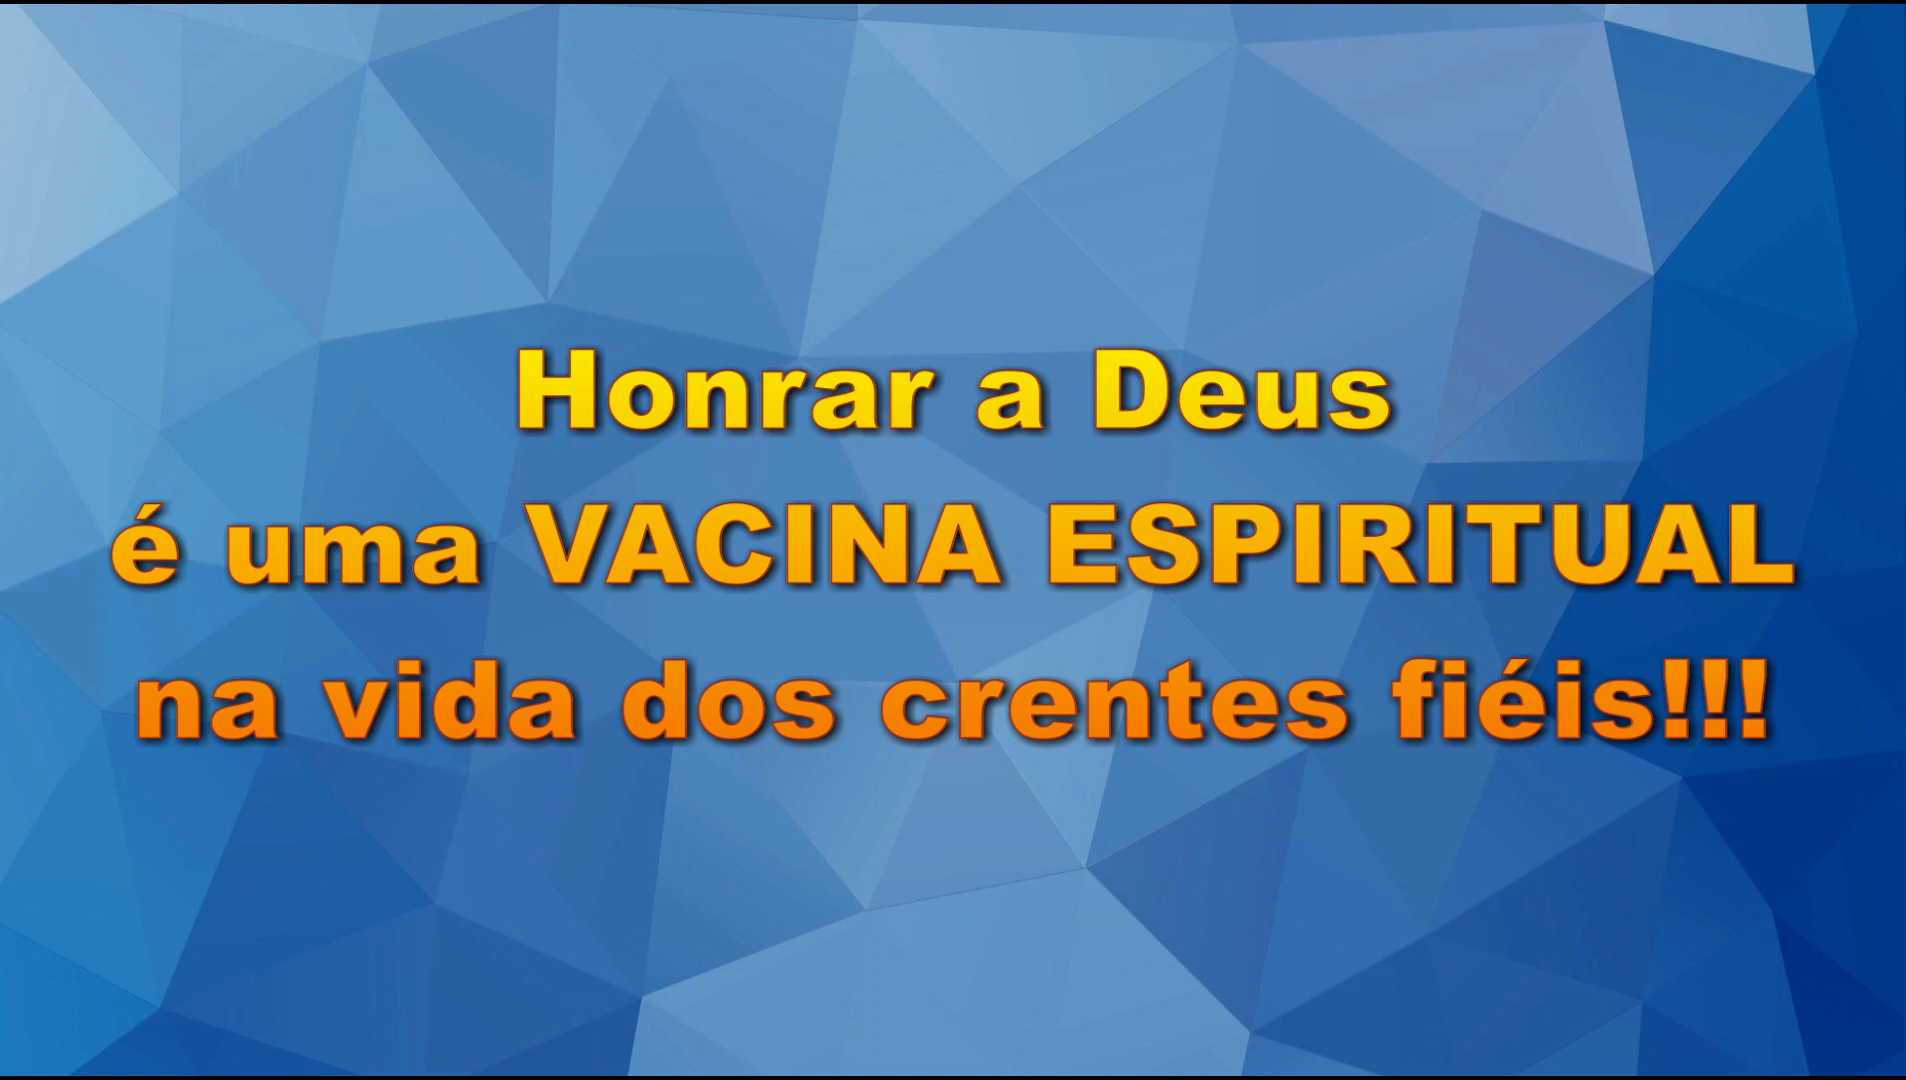 Honrar a Deus
é uma VACINA ESPIRITUAL
na vida dos crentes fiéis!!!